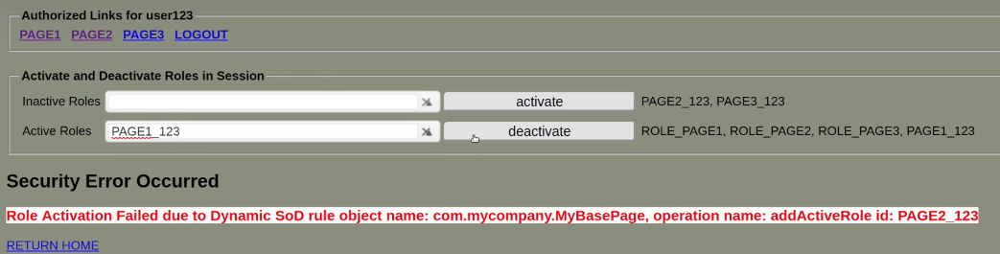 Authorized Links for user123
PAGE1 PAGE2 PAGE3 LOGOUT
Activate and Deactivate Roles in Session
Inactive Roles activate PAGE2_123, PAGE3_123
Active Roles PAGE1_123 deactivate ROLE_PAGE1, ROLE_PAGE2, ROLE_PAGE3, PAGE1_123
Security Error Occurred
Role Activation Failed due to Dynamic SoD rule object name: com.mycompany.MyBasePage, operation name: addActiveRole id: PAGE2_123
RETURN HOME